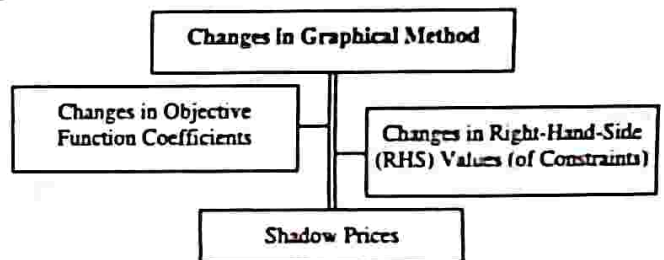 Changes in Graphical Method
Changes in Objective
Function Coefficients
Changes in Right-Hand-Side
(RHS) Values (of Constraints)
Shadow Prices